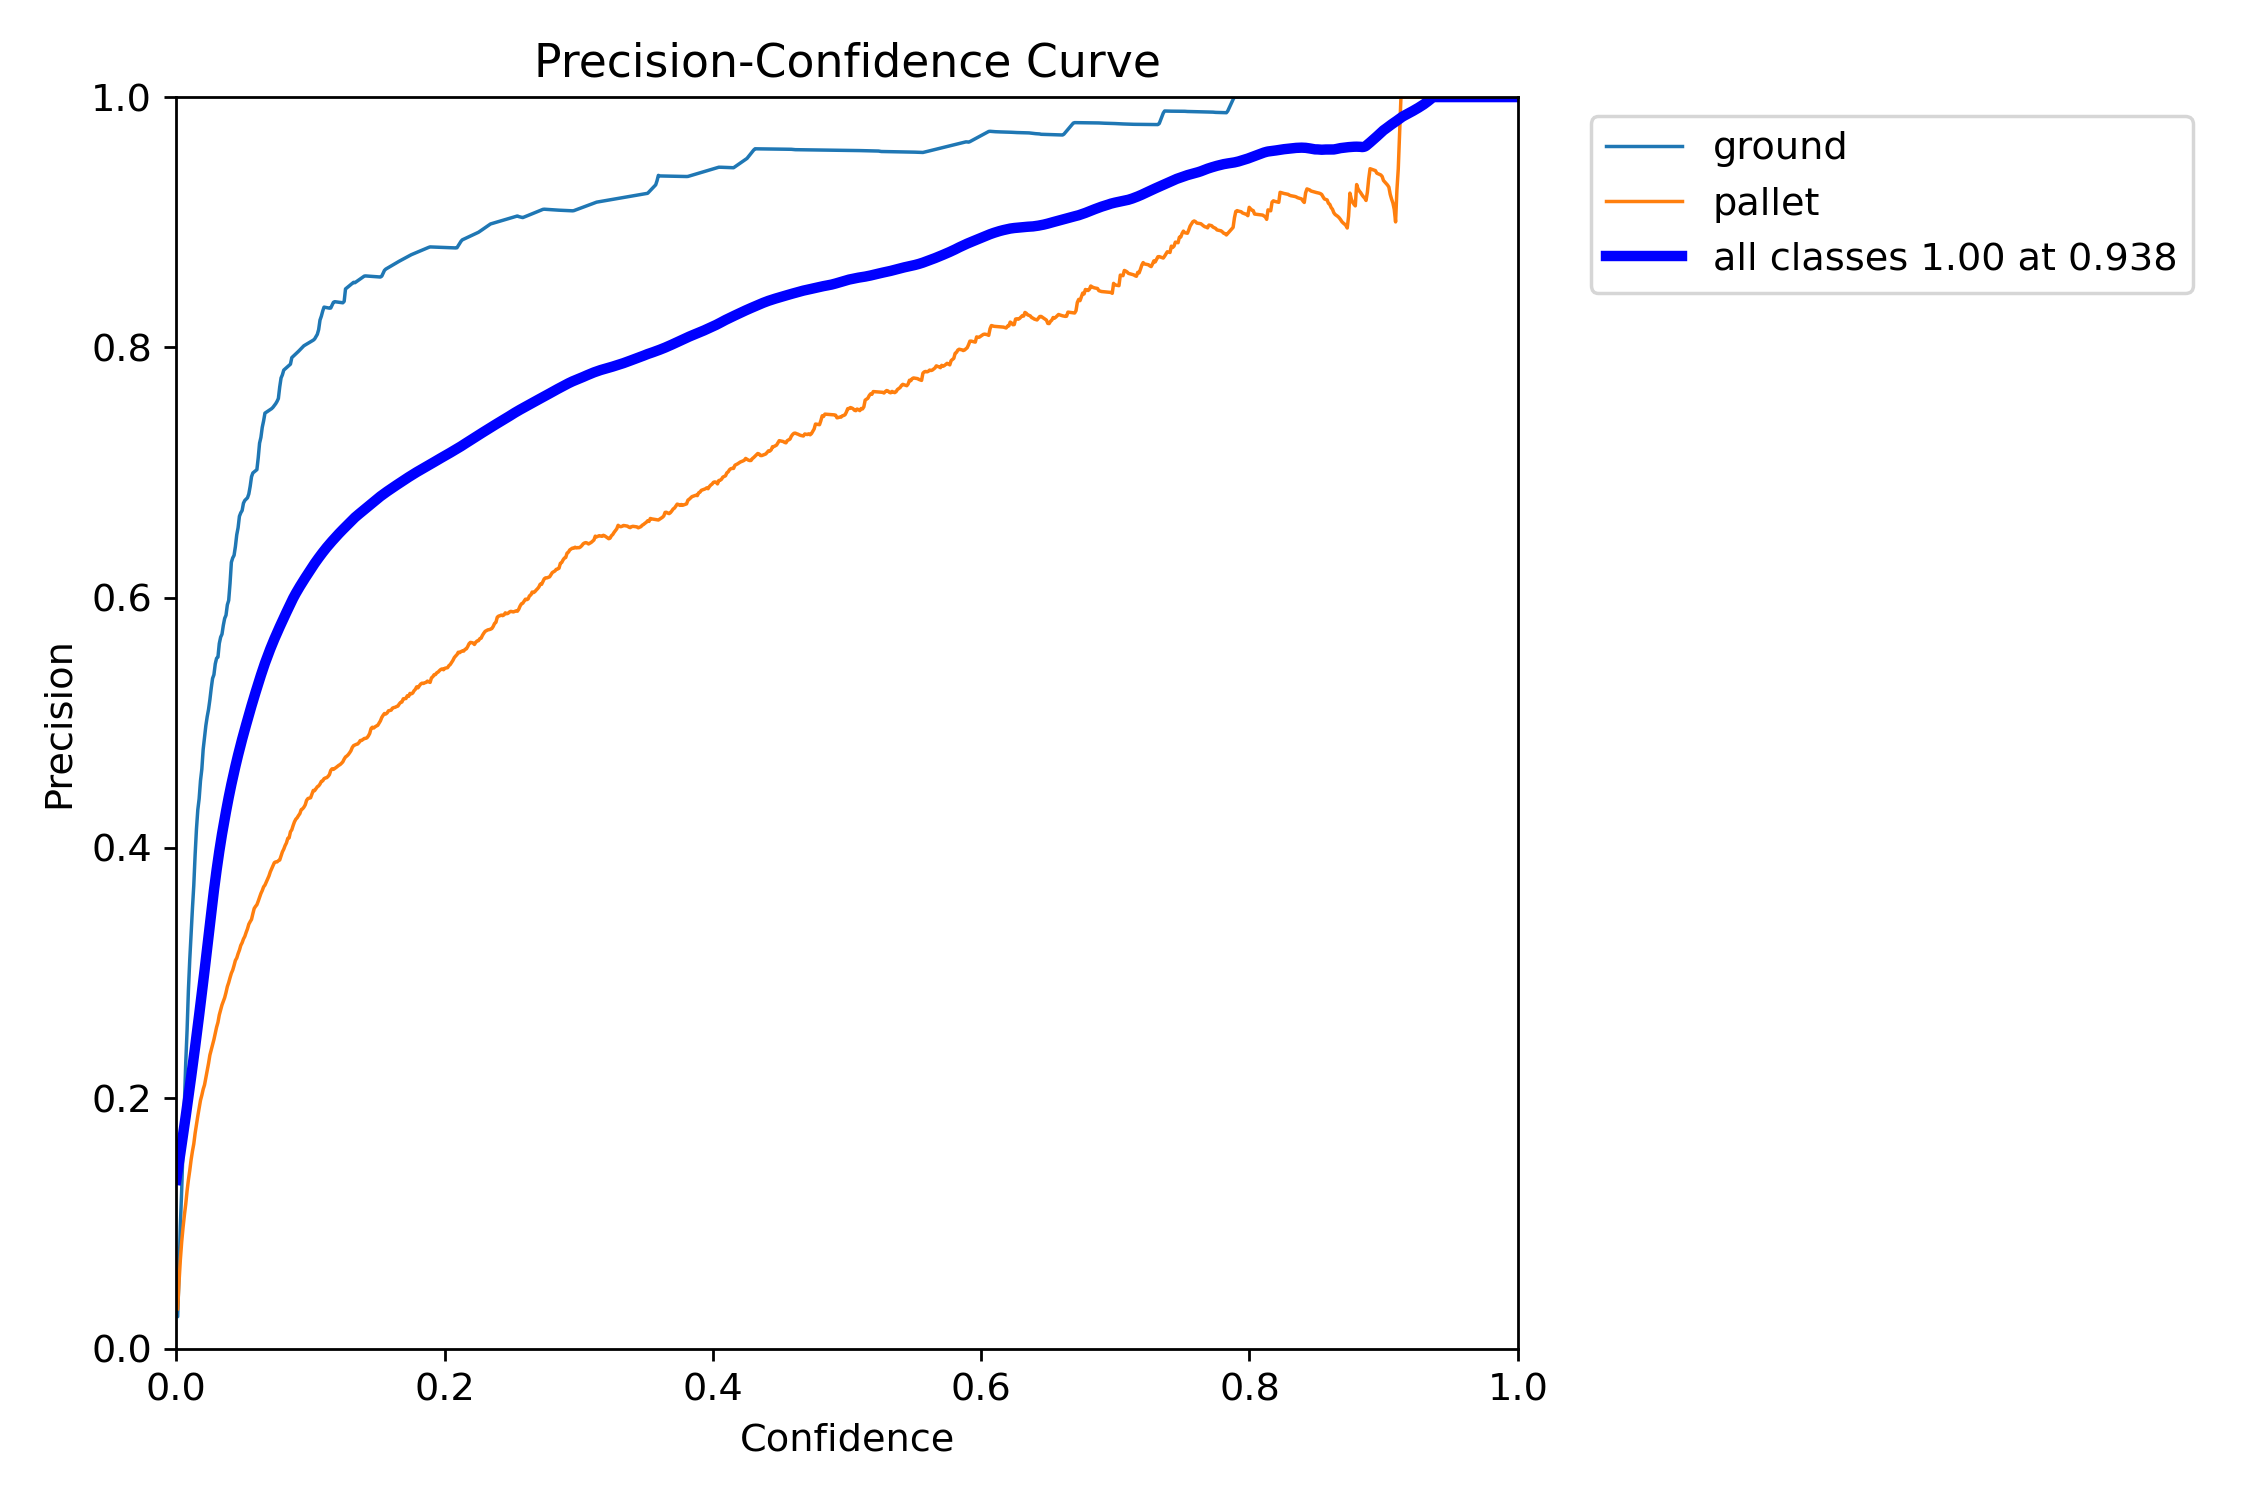 Precision-Confidence Curve
1.0
0.8
0.6
0.4
0.2
0.0
Precision
0.0 0.2 0.4 0.6 0.8 1.0
Confidence
ground
pallet
all classes 1.00 at 0.938